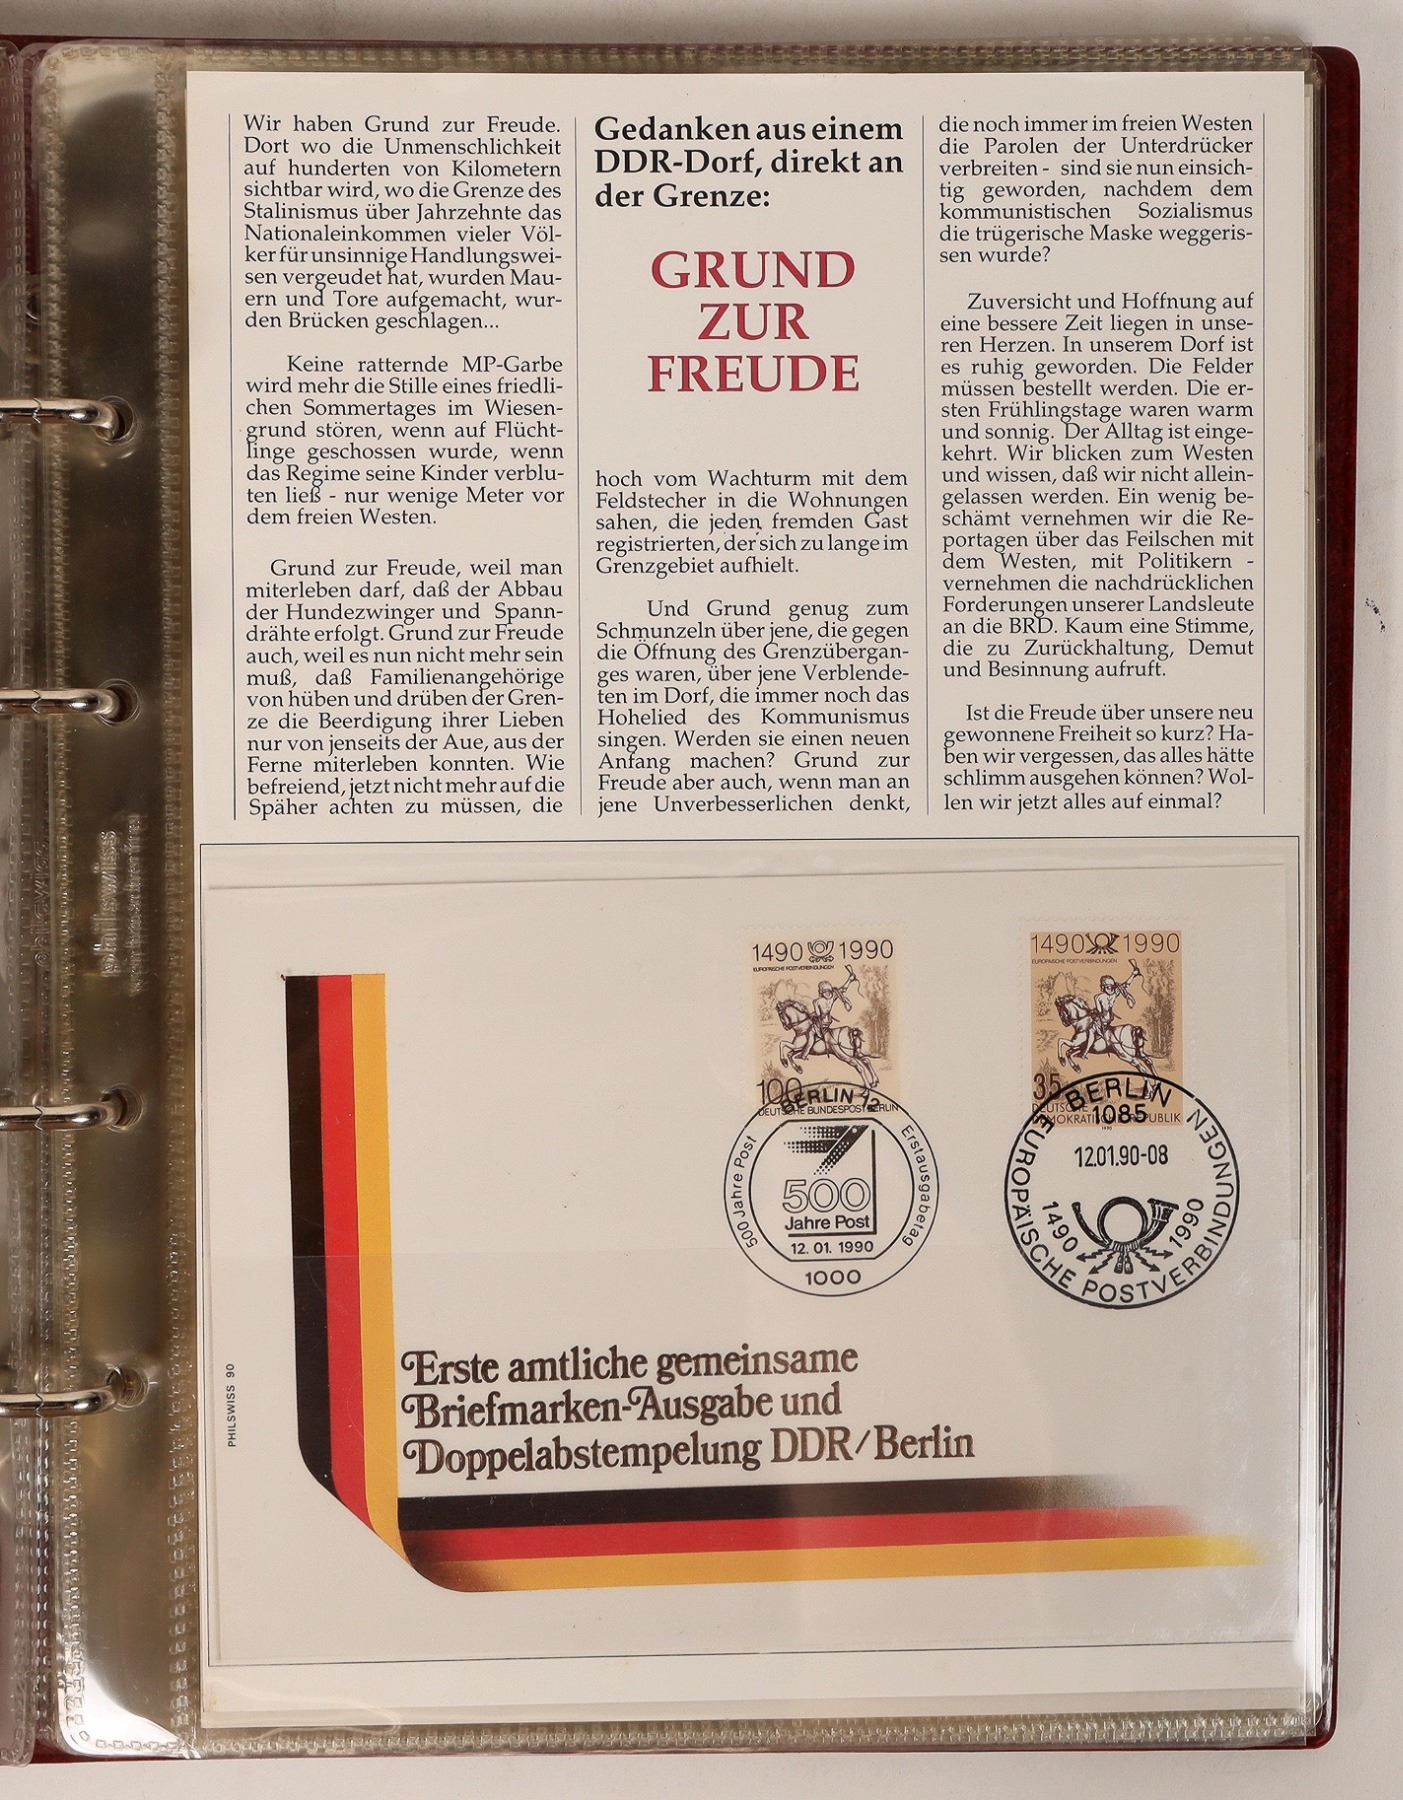 Wir haben Grund zur Freude.
Dort wo die Unmenschlichkeit
auf hunderten von Kilometern
sichtbar wird, wo die Grenze des
Stalinismus über Jahrzehnte das
Nationaleinkommen vieler Völ-
ker für unsinnige Handlungswei-
sen vergeudet hat, wurden Mau-
ern und Tore aufgemacht, wur-
den Brücken geschlagen...
Keine ratternde MP-Garbe
wird mehr die Stille eines friedli-
chen Sommertages im Wiesen-
grund stören, wenn auf Flücht-
linge geschossen wurde, wenn
das Regime seine Kinder verblu-
ten ließ - nur wenige Meter vor
dem freien Westen.
Grund zur Freude, weil man
miterleben darf, daß der Abbau
der Hundezwinger und Spann-
drähte erfolgt. Grund zur Freude
auch, weil es nun nicht mehr sein
muß, daß Familienangehörige
von hüben und drüben der Gren-
ze die Beerdigung ihrer Lieben
nur von jenseits der Aue, aus der
Ferne miterleben konnten. Wie
befreiend, jetzt nicht mehr auf die
Späher achten zu müssen, die
Gedanken aus einem
DDR-Dorf, direkt an
der Grenze:
GRUND
ZUR
FREUDE
hoch vom Wachturm mit dem
Feldstecher in die Wohnungen
sahen, die jeden fremden Gast
registrierten, der sich zu lange im
Grenzgebiet aufhielt.
Und Grund genug zum
Schmunzeln über jene, die gegen
die Öffnung des Grenzübergan-
ges waren, über jene Verblende-
ten im Dorf, die immer noch das
Hohelied des Kommunismus
singen. Werden sie einen neuen
Anfang machen? Grund zur
Freude aber auch, wenn man an
jene Unverbesserlichen denkt,
die noch immer im freien Westen
die Parolen der Unterdrücker
verbreiten - sind sie nun einsich-
tig geworden, nachdem dem
kommunistischen Sozialismus
die trügerische Maske weggeris-
sen wurde?
Zuversicht und Hoffnung auf
eine bessere Zeit liegen in unse-
ren Herzen. In unserem Dorf ist
es ruhig geworden. Die Felder
müssen bestellt werden. Die er-
sten Frühlingstage waren warm
und sonnig. Der Alltag ist einge-
kehrt. Wir blicken zum Westen
und wissen, daß wir nicht allein-
gelassen werden. Ein wenig be-
schämt vernehmen wir die Re-
portagen über das Feilschen mit
dem Westen, mit Politikern -
vernehmen die nachdrücklichen
Forderungen unserer Landsleute
an die BRD. Kaum eine Stimme,
die zu Zurückhaltung, Demut
und Besinnung aufruft.
Ist die Freude über unsere neu
gewonnene Freiheit so kurz? Ha-
ben wir vergessen, das alles hätte
schlimm ausgehen können? Wol-
len wir jetzt alles auf einmal?
philswiss
1490 1990
EUROPÄISCHE POSTVERBINDUNGEN
100
DEUTSCHE BUNDESPOST BERLIN
BERLIN 12
500 Jahre Post
Erstausgabetag
500
Jahre Post
12. 01. 1990
1000
1490 1990
EUROPÄISCHE POSTVERBINDUNGEN
35
DEUTSCHE
DEMOKRATISCHE REPUBLIK
1990
BERLIN
1085
12.01.90-08
1490 1990
EUROPÄISCHE POSTVERBINDUNGEN
Erste amtliche gemeinsame
Briefmarken-Ausgabe und
Doppelabstempelung DDR/Berlin
PHILSWISS 90